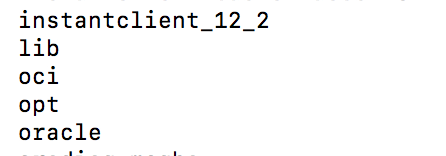 instantclient_12_2
lib
oci
opt
oracle